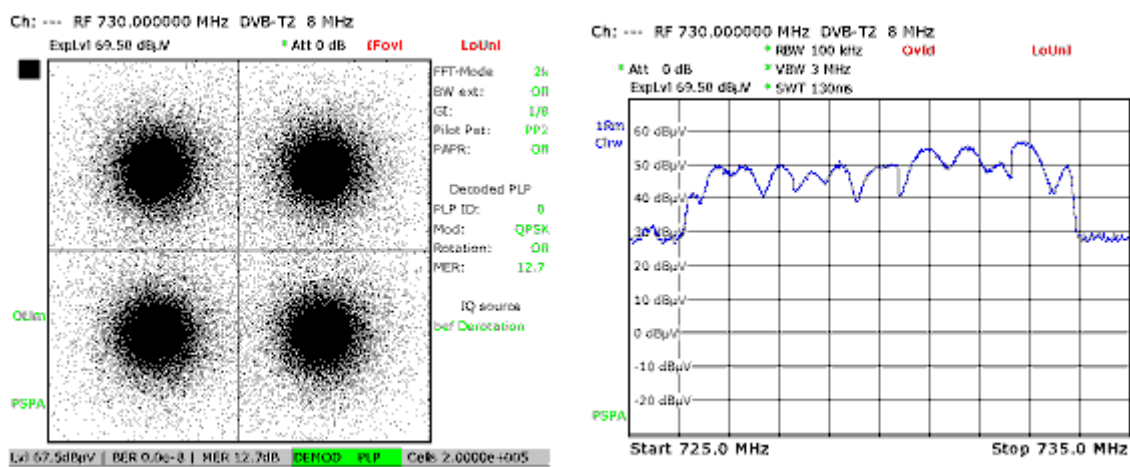 Ch: --- RF 730.000000 MHz DVB-T2 8 MHz
ExpLvl 69.50 dBµV * Att 0 dB LoUnl
FFT-Mode 2k
BW ext: Off
GI: 1/8
Pilot Pat: PP2
PAPR: Off
Decoded PLP
PLP ID: 0
Mod: QPSK
Rotation: Off
MER: 12.7
IQ source
bef Derotation
QLim
PSPA
Lvl 67.5dBµV | BER 0.0e-8 | MER 12.7dB DEMOD PLP Cells 2.0000e+005
Ch: --- RF 730.000000 MHz DVB-T2 8 MHz
* RBW 100 kHz Ovld LoUnl
* Att 0 dB * VBW 3 MHz
ExpLvl 69.50 dBµV * SWT 130ms
1Rm
Clrw
60 dBµV
50 dBµV
40 dBµV
30 dBµV
20 dBµV
10 dBµV
0 dBµV
-10 dBµV
-20 dBµV
PSPA
Start 725.0 MHz Stop 735.0 MHz